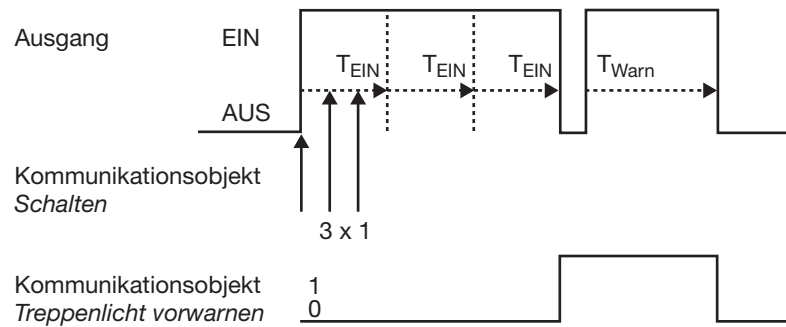 Ausgang EIN
T_EIN T_EIN T_EIN T_Warn
AUS
Kommunikationsobjekt
Schalten
3 x 1
Kommunikationsobjekt 1
Treppenlicht vorwarnen 0